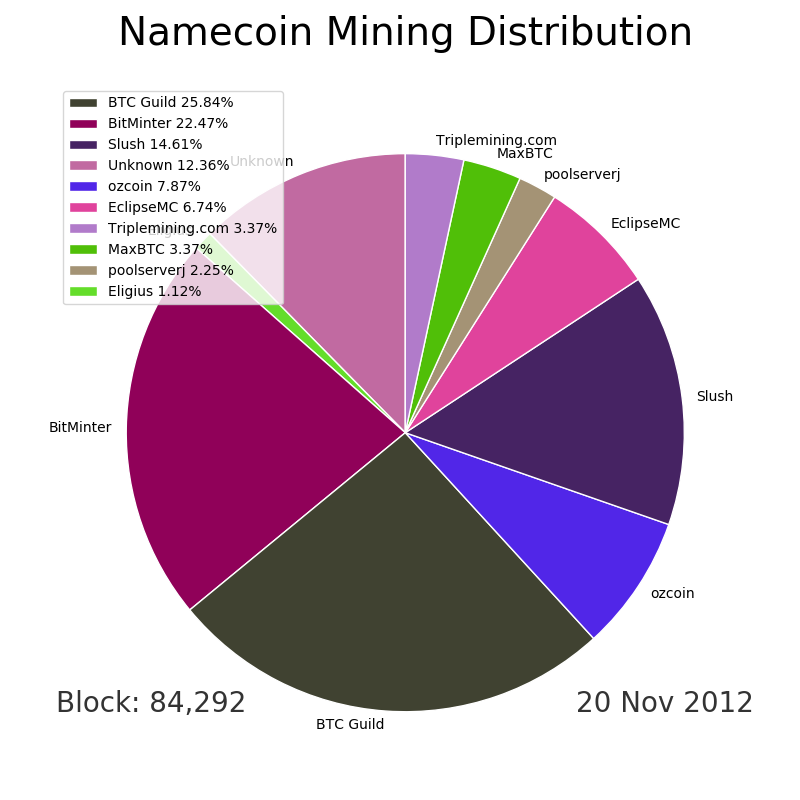 Namecoin Mining Distribution
BTC Guild 25.84%
BitMinter 22.47%
Slush 14.61%
Unknown 12.36%
ozcoin 7.87%
EclipseMC 6.74%
Triplemining.com 3.37%
MaxBTC 3.37%
poolserverj 2.25%
Eligius 1.12%
Triplemining.com
MaxBTC
poolserverj
Unknown
EclipseMC
Slush
BitMinter
ozcoin
BTC Guild
Block: 84,292
20 Nov 2012